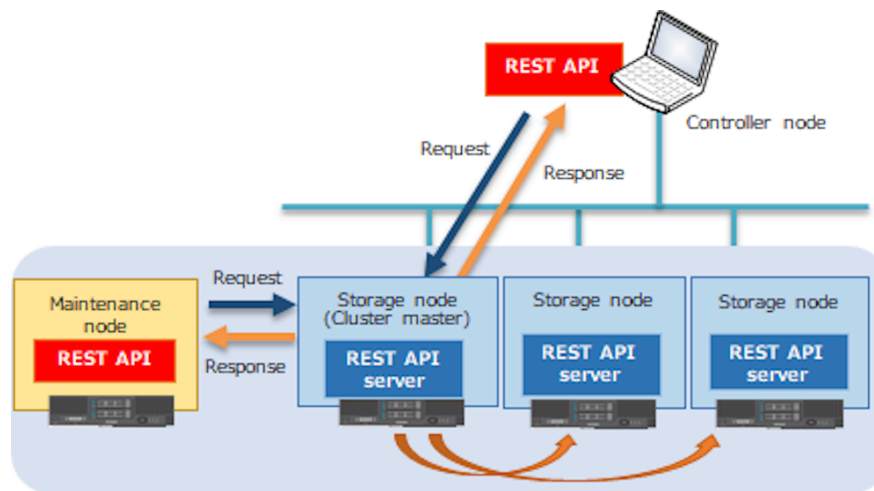 REST API
Controller node
Request
Response
Request
Response
Maintenance
node
REST API
Storage node
(Cluster master)
REST API
server
Storage node
REST API
server
Storage node
REST API
server